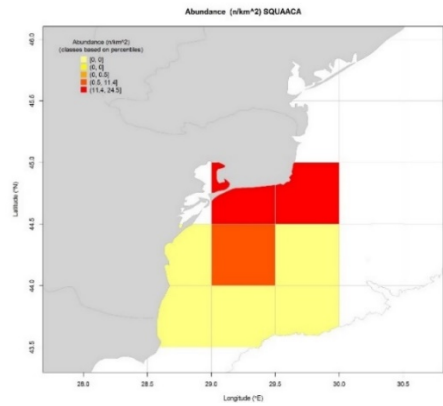 Abundance (n/km^2) SQUAACA
Abundance (n/km^2)
(classes based on percentiles)
[0, 0]
(0, 0]
(0, 0.5]
(0.5, 11.4]
(11.4, 24.5]
46.0
45.5
45.0
44.5
44.0
43.5
Latitude (°N)
28.0 28.5 29.0 29.5 30.0 30.5
Longitude (°E)